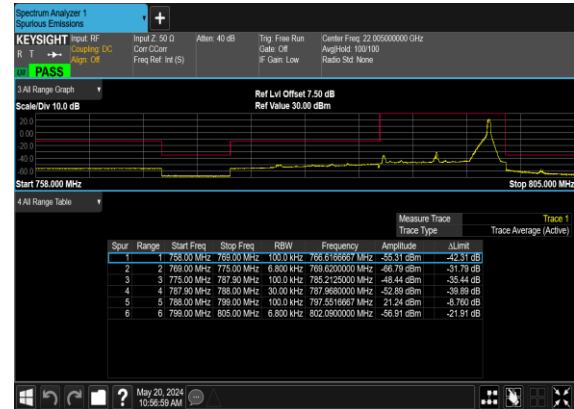 Spectrum Analyzer 1
Spurious Emissions
KEYSIGHT Input: RF Input Z: 50 Ω Atten: 40 dB Trig: Free Run Center Freq: 22.005000000 GHz
R T Coupling: DC Corr CCorr Gate: Off Avg|Hold: 100/100
Align: Off Freq Ref: Int (S) IF Gain: Low Radio Std: None
LW PASS
3 All Range Graph
Ref Lvl Offset 7.50 dB
Scale/Div 10.0 dB Ref Value 30.00 dBm
20.0
0.00
-20.0
-40.0
-60.0
Start 758.000 MHz Stop 805.000 MHz
4 All Range Table
Measure Trace Trace 1
Trace Type Trace Average (Active)
Spur Range Start Freq Stop Freq RBW Frequency Amplitude ΔLimit
1 1 758.00 MHz 769.00 MHz 100.0 kHz 766.6166667 MHz -55.31 dBm -42.31 dB
2 2 769.00 MHz 775.00 MHz 6.800 kHz 769.6200000 MHz -66.79 dBm -31.79 dB
3 3 775.00 MHz 787.90 MHz 100.0 kHz 785.2125000 MHz -48.44 dBm -35.44 dB
4 4 787.90 MHz 788.00 MHz 30.00 kHz 787.9680000 MHz -52.89 dBm -39.89 dB
5 5 788.00 MHz 799.00 MHz 100.0 kHz 797.5516667 MHz 21.24 dBm -8.760 dB
6 6 799.00 MHz 805.00 MHz 6.800 kHz 802.0900000 MHz -56.91 dBm -21.91 dB
? May 20, 2024
10:56:59 AM